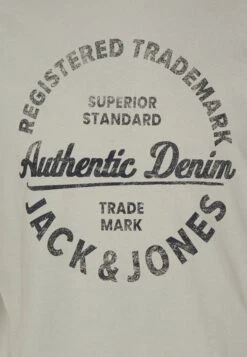 REGISTERED TRADEMARK
SUPERIOR
STANDARD
Authentic Denim
TRADE
MARK
JACK & JONES